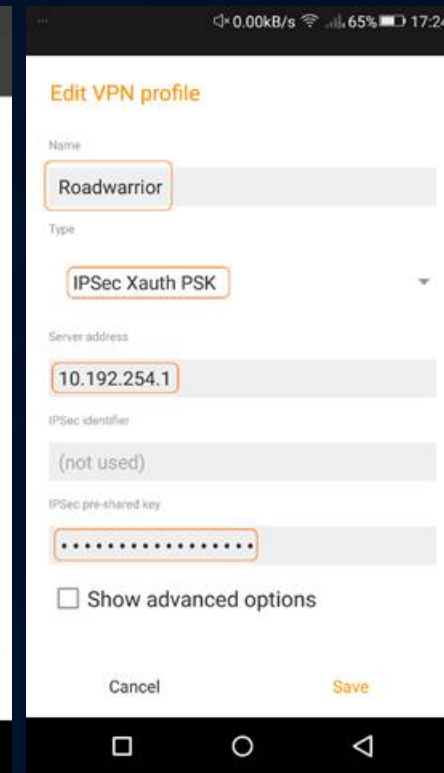 0.00kB/s 65% 17:24
Edit VPN profile
Name
Roadwarrior
Type
IPSec Xauth PSK
Server address
10.192.254.1
IPSec identifier
(not used)
IPSec pre-shared key
•••••••••••••••••
Show advanced options
Cancel Save